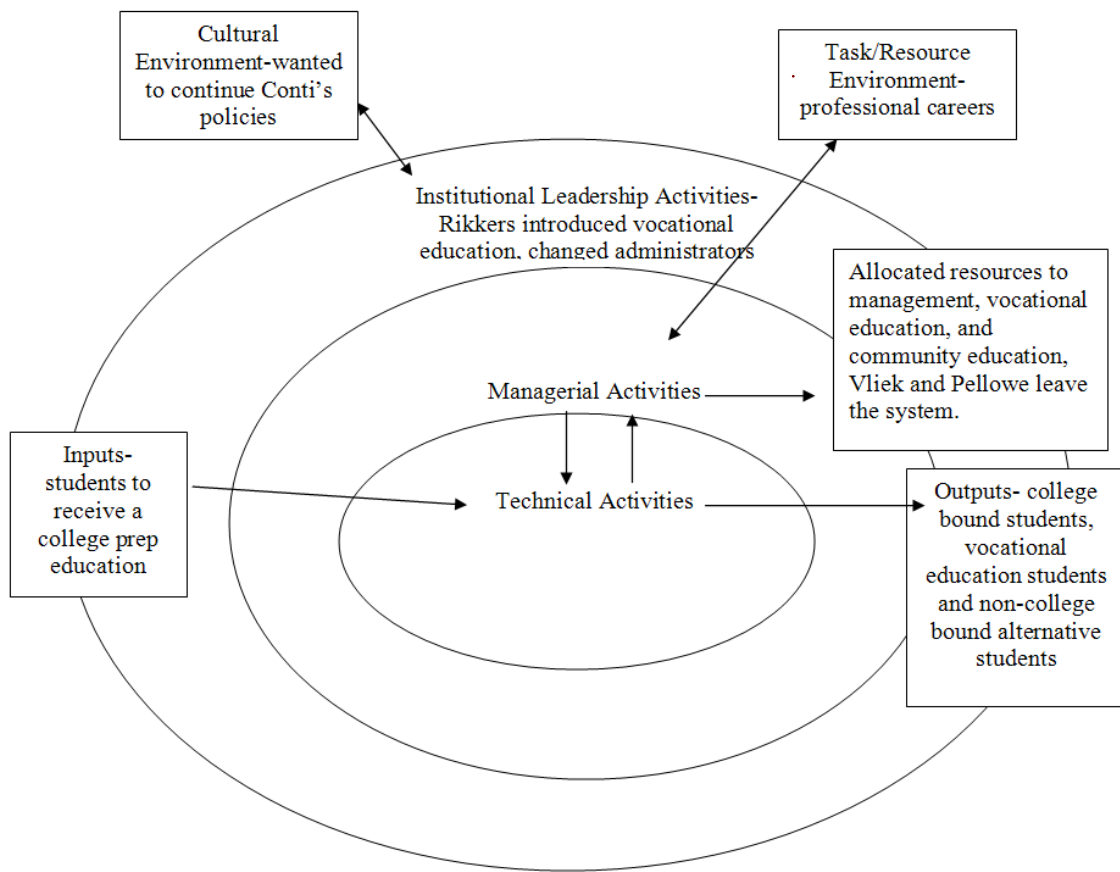 Cultural
Environment-wanted
to continue Conti's
policies
Task/Resource
Environment-
professional careers
Institutional Leadership Activities-
Rikkers introduced vocational
education, changed administrators
Allocated resources to
management, vocational
education, and
community education,
Vliek and Pellowe leave
the system.
Managerial Activities
Inputs-
students to
receive a
college prep
education
Technical Activities
Outputs- college
bound students,
vocational
education students
and non-college
bound alternative
students